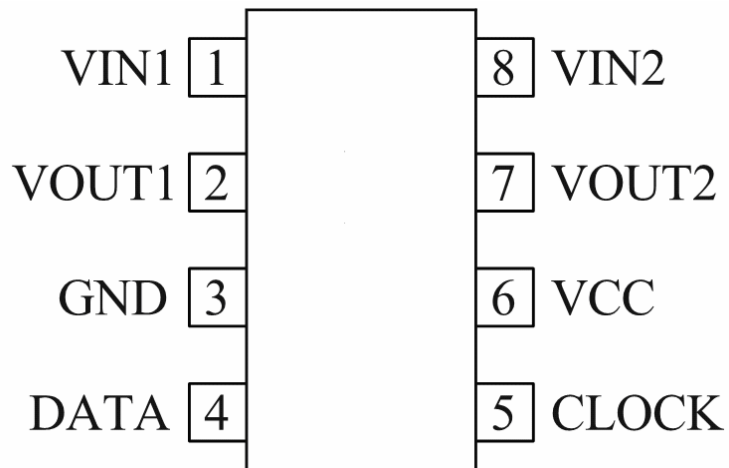 VIN1 1 8 VIN2
VOUT1 2 7 VOUT2
GND 3 6 VCC
DATA 4 5 CLOCK